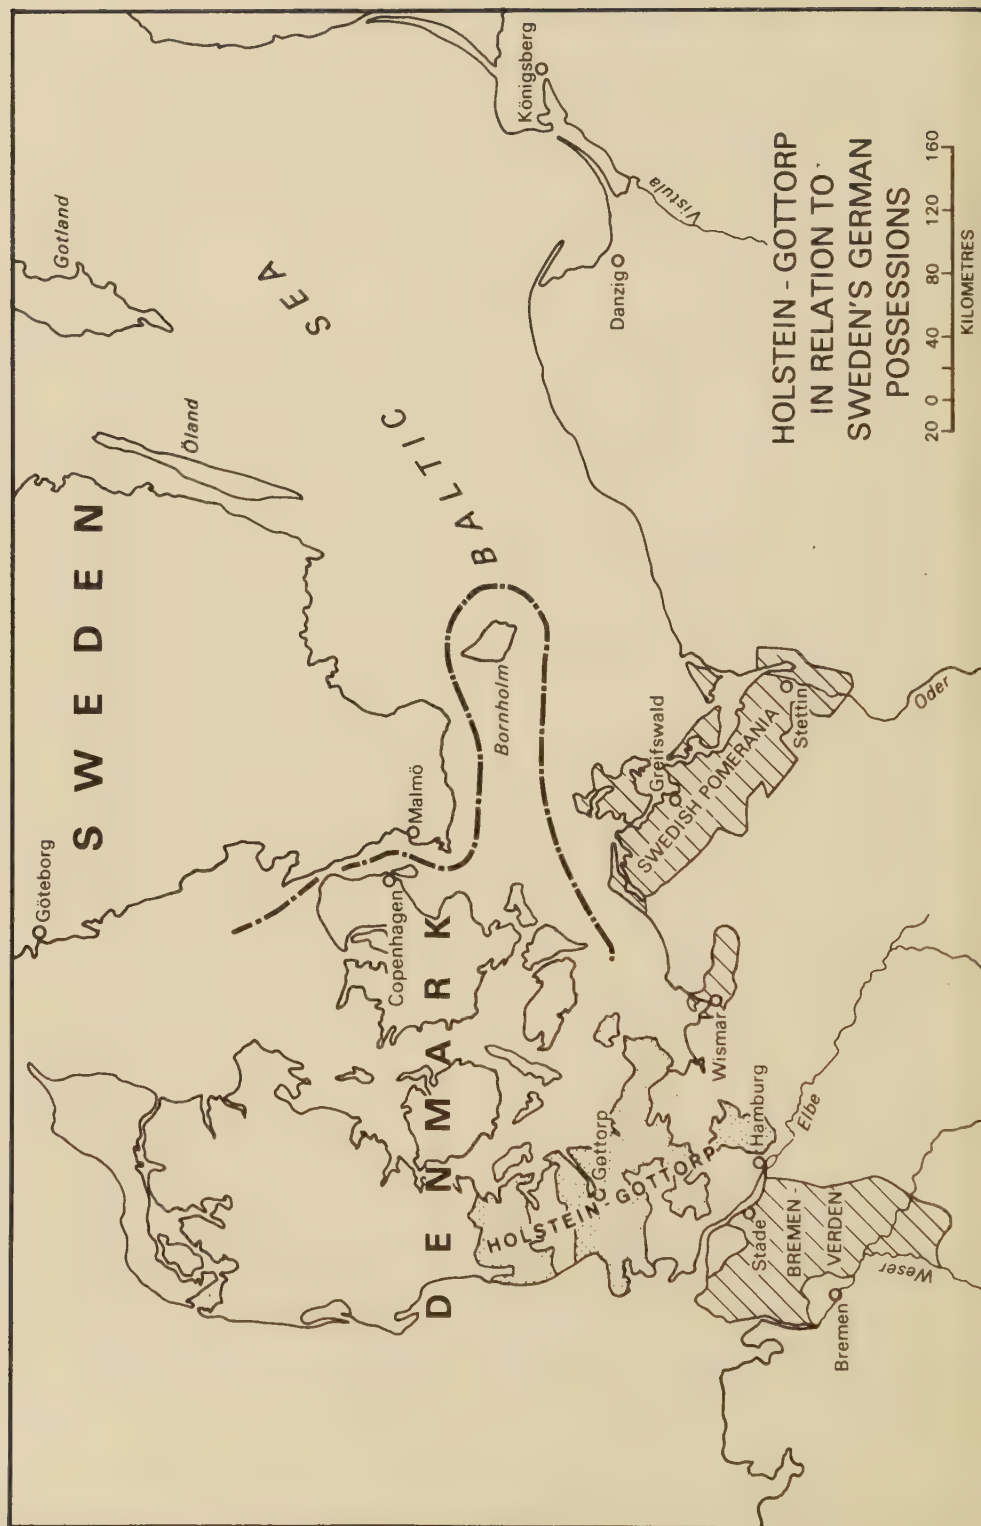 Göteborg
SWEDEN
Gotland
Öland
BALTIC SEA
Malmö
Copenhagen
Bornholm
DENMARK
Königsberg
Vistula
Danzig
Gottorp
HOLSTEIN-GOTTORP
Greifswald
SWEDISH POMERANIA
Stettin
Oder
Wismar
Hamburg
Elbe
Stade
BREMEN-
VERDEN
Weser
Bremen
HOLSTEIN - GOTTORP
IN RELATION TO
SWEDEN'S GERMAN
POSSESSIONS
20 0 40 80 120 160
KILOMETRES